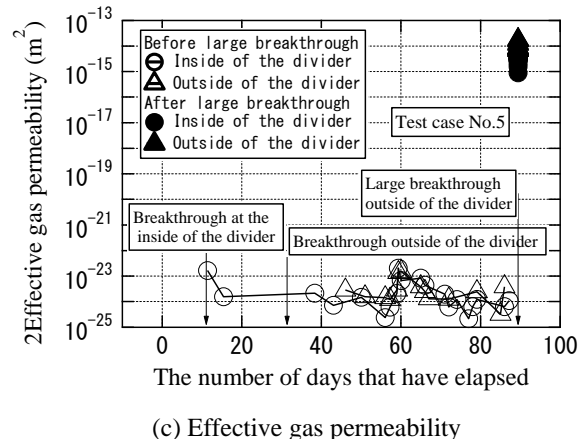 2Effective gas permeability (m²)
10⁻¹³
10⁻¹⁵
10⁻¹⁷
10⁻¹⁹
10⁻²¹
10⁻²³
10⁻²⁵
Before large breakthrough
Inside of the divider
Outside of the divider
After large breakthrough
Inside of the divider
Outside of the divider
Test case No.5
Large breakthrough
outside of the divider
Breakthrough at the
inside of the divider
Breakthrough outside of the divider
0 20 40 60 80 100
The number of days that have elapsed
(c) Effective gas permeability